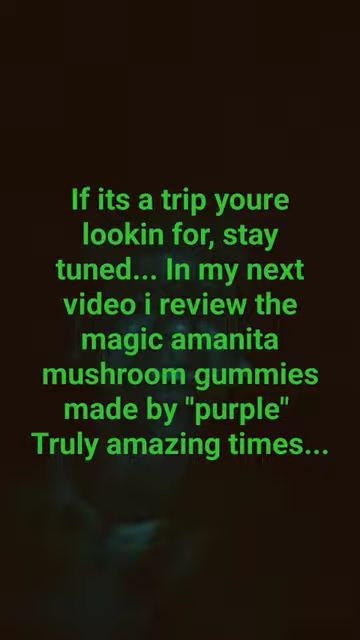 If its a trip youre
lookin for, stay
tuned... In my next
video i review the
magic amanita
mushroom gummies
made by "purple"
Truly amazing times...